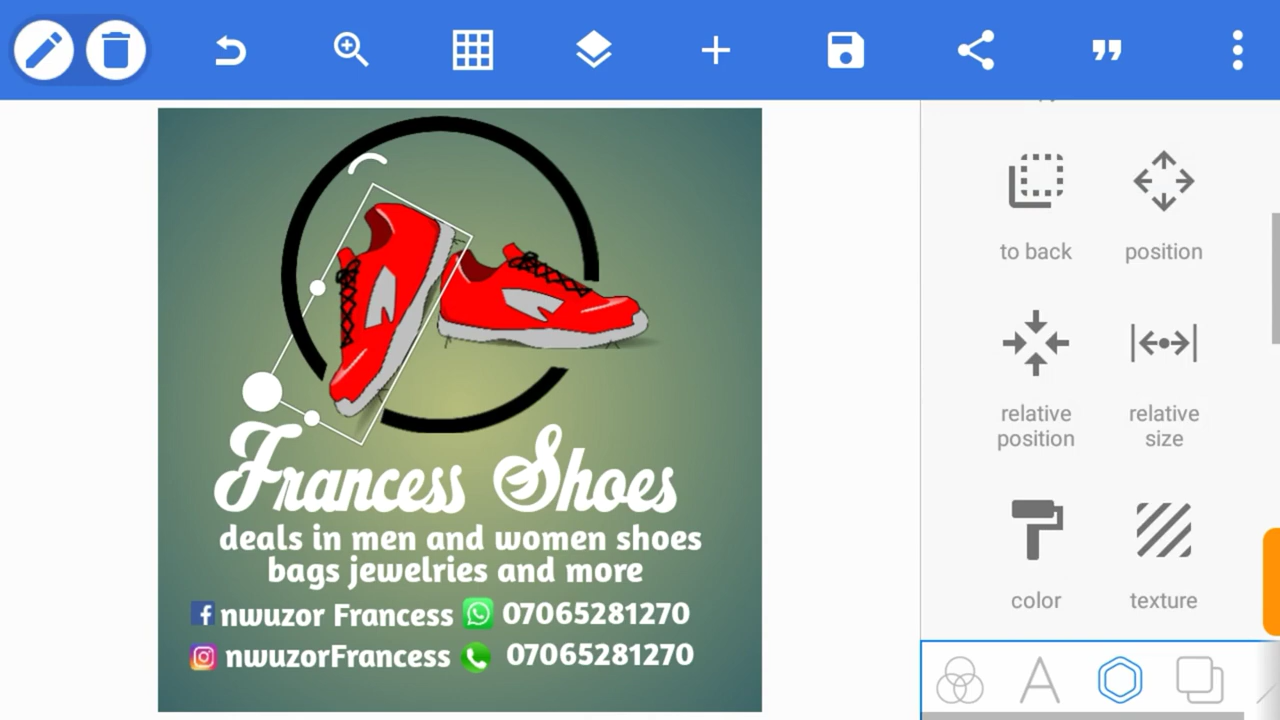 to back
position
relative position
relative size
color
texture
Francess Shoes
deals in men and women shoes
bags jewelries and more
nwuzor Francess 07065281270
nwuzorFrancess 07065281270